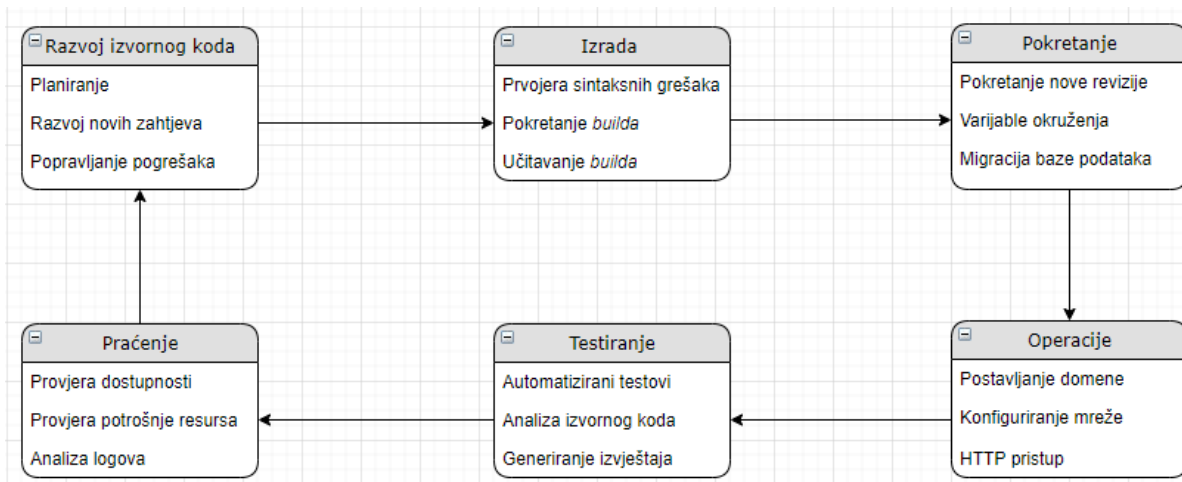 Razvoj izvornog koda
Planiranje
Razvoj novih zahtjeva
Popravljanje pogrešaka
Izrada
Prvojera sintaksnih grešaka
Pokretanje builda
Učitavanje builda
Pokretanje
Pokretanje nove revizije
Varijable okruženja
Migracija baze podataka
Praćenje
Provjera dostupnosti
Provjera potrošnje resursa
Analiza logova
Testiranje
Automatizirani testovi
Analiza izvornog koda
Generiranje izvještaja
Operacije
Postavljanje domene
Konfiguriranje mreže
HTTP pristup